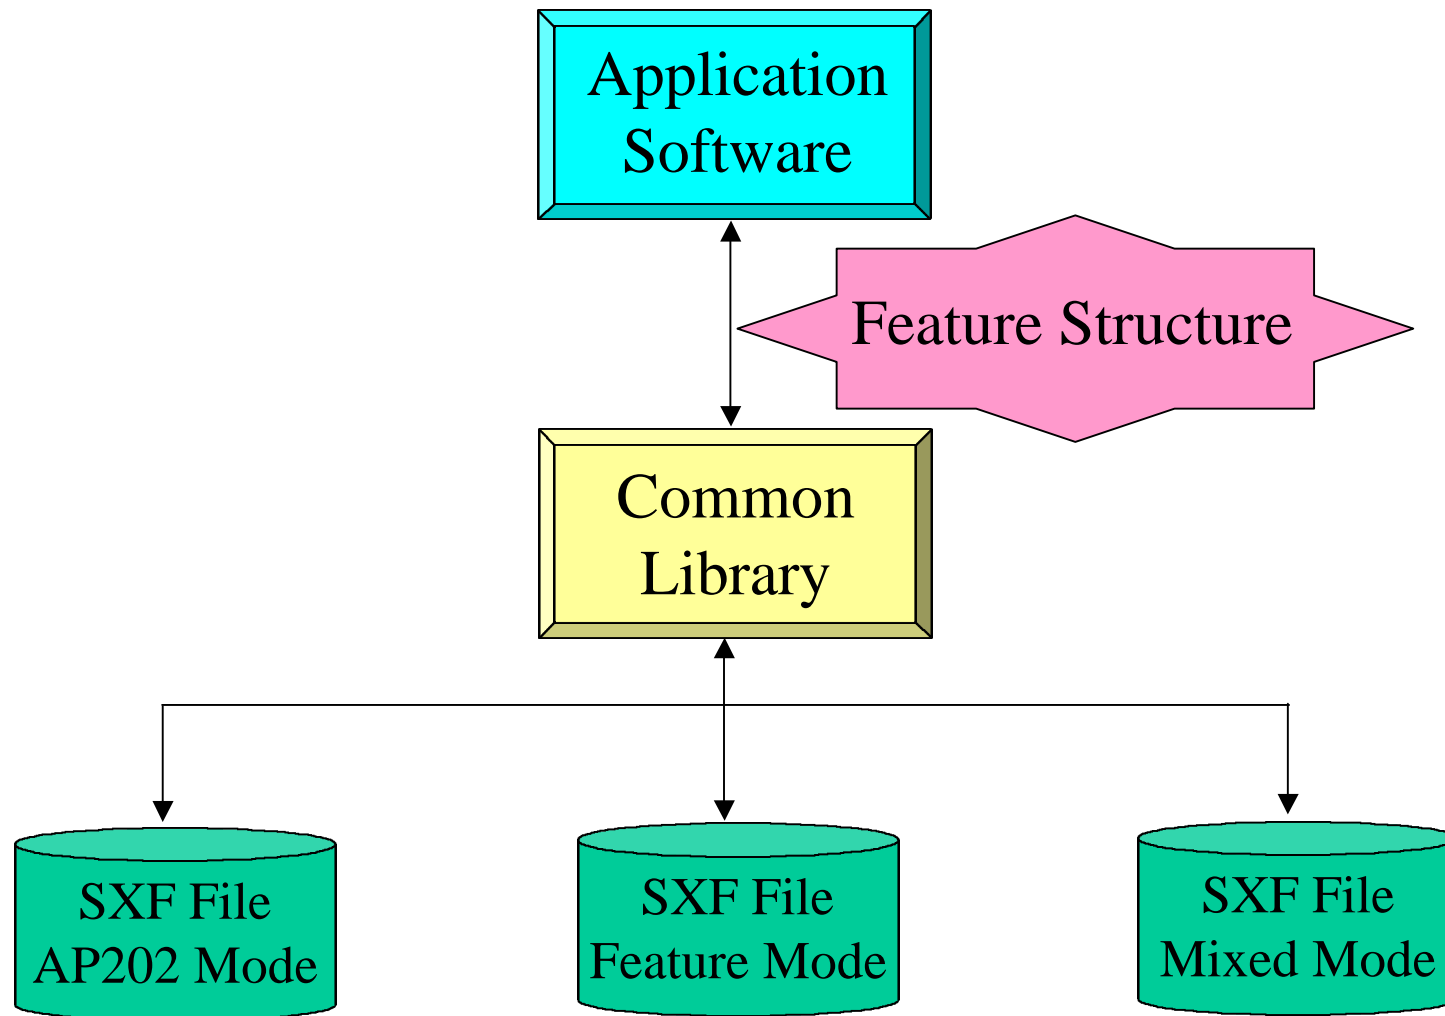 Application
Software
Feature Structure
Common
Library
SXF File
AP202 Mode
SXF File
Feature Mode
SXF File
Mixed Mode